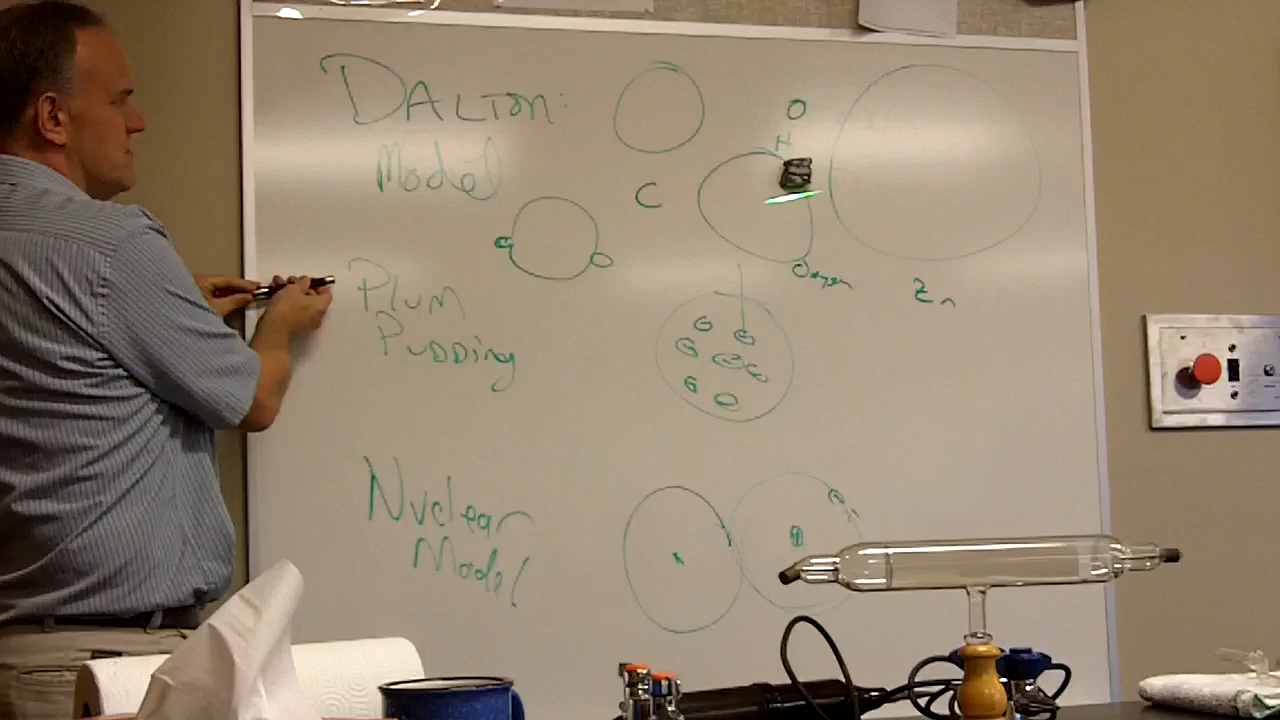 DALTON:
Model
O
H
C
Oxygen
Zn
Plum
PuDDing
Nuclear
Model